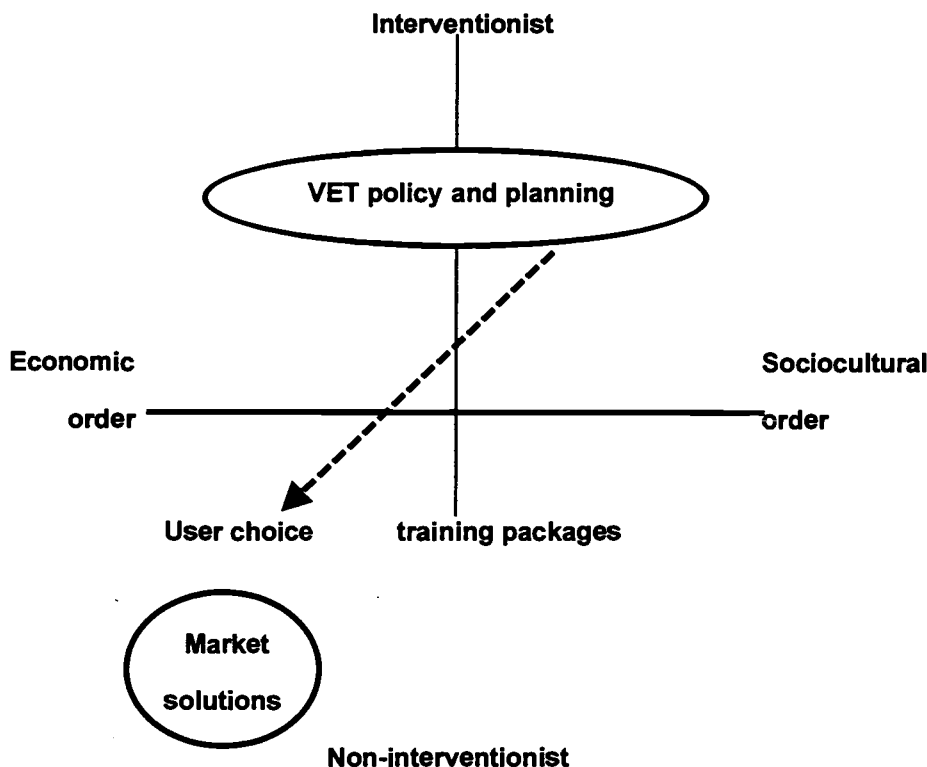 Interventionist
VET policy and planning
Economic
order
Sociocultural
order
User choice
training packages
Market
solutions
Non-interventionist